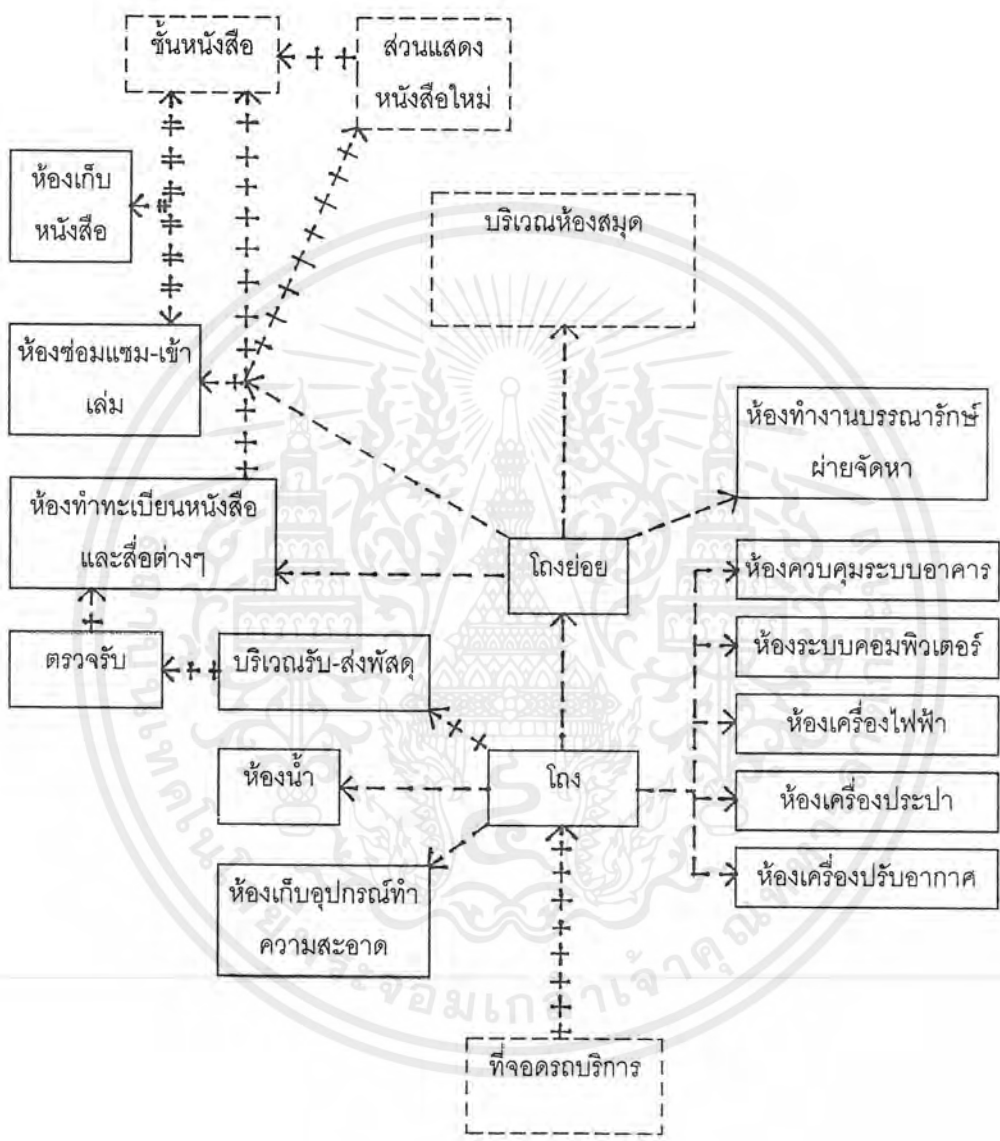 ชั้นหนังสือ
ส่วนแสดง
หนังสือใหม่
ห้องเก็บ
หนังสือ
บริเวณห้องสมุด
ห้องซ่อมแซม-เข้า
เล่ม
ห้องทำงานบรรณารักษ์
ฝ่ายจัดหา
ห้องทำทะเบียนหนังสือ
และสื่อต่างๆ
โถงย่อย
ห้องควบคุมระบบอาคาร
ตรวจรับ
บริเวณรับ-ส่งพัสดุ
ห้องระบบคอมพิวเตอร์
ห้องเครื่องไฟฟ้า
ห้องน้ำ
โถง
ห้องเครื่องประปา
ห้องเก็บอุปกรณ์ทำ
ความสะอาด
ห้องเครื่องปรับอากาศ
ที่จอดรถบริการ